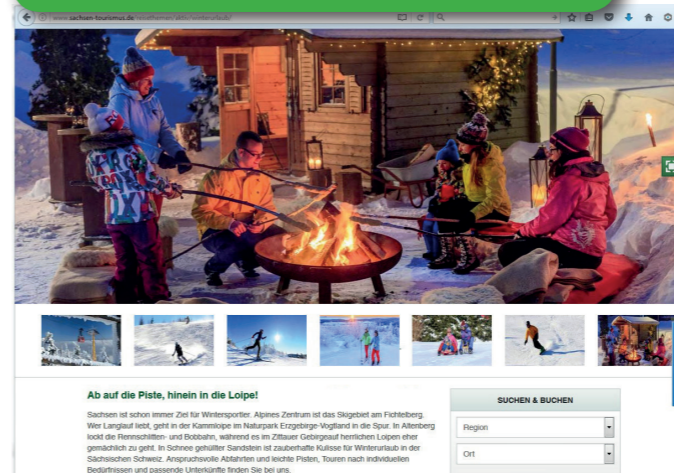 www.sachsen-tourismus.de/reisethemen/aktiv/winterurlaub/
Ab auf die Piste, hinein in die Loipe!
Sachsen ist schon immer Ziel für Wintersportler. Alpines Zentrum ist das Skigebiet am Fichtelberg.
Wer Langlauf liebt, geht in der Kammloipe im Naturpark Erzgebirge-Vogtland in die Spur. In Altenberg
lockt die Rennschlitten- und Bobbahn, während es im Zittauer Gebirgeauf herrlichen Loipen eher
gemächlich zu geht. In Schnee gehüllter Sandstein ist zauberhafte Kulisse für Winterurlaub in der
Sächsischen Schweiz. Anspruchsvolle Abfahrten und leichte Pisten, Touren nach individuellen
Bedürfnissen und passende Unterkünfte finden Sie bei uns.
SUCHEN & BUCHEN
Region
Ort